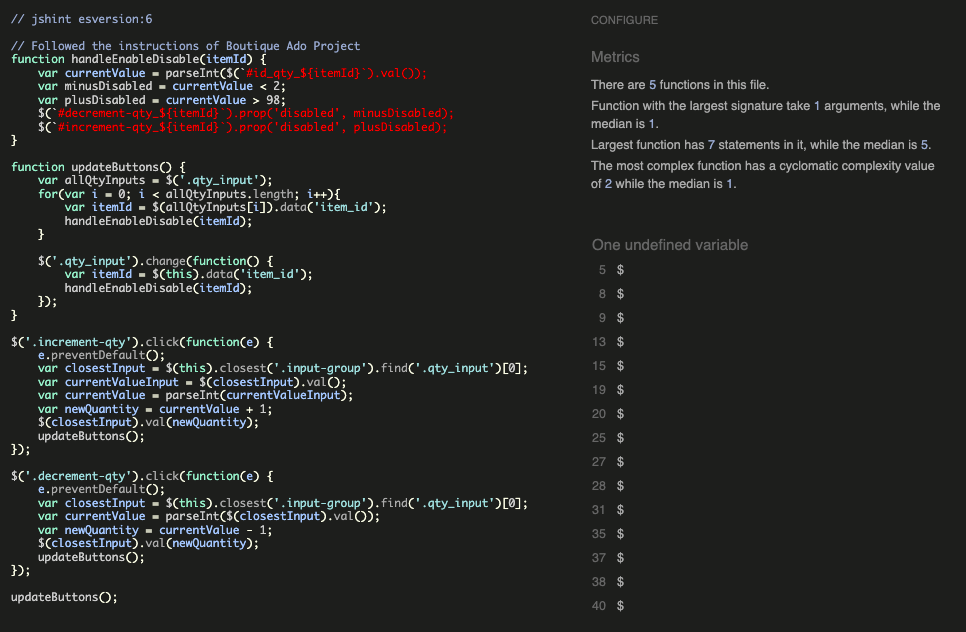 // jshint esversion:6
// Followed the instructions of Boutique Ado Project
function handleEnableDisable(itemId) {
var currentValue = parseInt($(`#id_qty_${itemId}`).val());
var minusDisabled = currentValue < 2;
var plusDisabled = currentValue > 98;
$(`#decrement-qty_${itemId}`).prop('disabled', minusDisabled);
$(`#increment-qty_${itemId}`).prop('disabled', plusDisabled);
}
function updateButtons() {
var allQtyInputs = $('.qty_input');
for(var i = 0; i < allQtyInputs.length; i++){
var itemId = $(allQtyInputs[i]).data('item_id');
handleEnableDisable(itemId);
}
$('.qty_input').change(function() {
var itemId = $(this).data('item_id');
handleEnableDisable(itemId);
});
}
$('.increment-qty').click(function(e) {
e.preventDefault();
var closestInput = $(this).closest('.input-group').find('.qty_input')[0];
var currentValueInput = $(closestInput).val();
var currentValue = parseInt(currentValueInput);
var newQuantity = currentValue + 1;
$(closestInput).val(newQuantity);
updateButtons();
});
$('.decrement-qty').click(function(e) {
e.preventDefault();
var closestInput = $(this).closest('.input-group').find('.qty_input')[0];
var currentValue = parseInt($(closestInput).val());
var newQuantity = currentValue - 1;
$(closestInput).val(newQuantity);
updateButtons();
});
updateButtons();
CONFIGURE
Metrics
There are 5 functions in this file.
Function with the largest signature take 1 arguments, while the
median is 1.
Largest function has 7 statements in it, while the median is 5.
The most complex function has a cyclomatic complexity value
of 2 while the median is 1.
One undefined variable
5 $
8 $
9 $
13 $
15 $
19 $
20 $
25 $
27 $
28 $
31 $
35 $
37 $
38 $
40 $